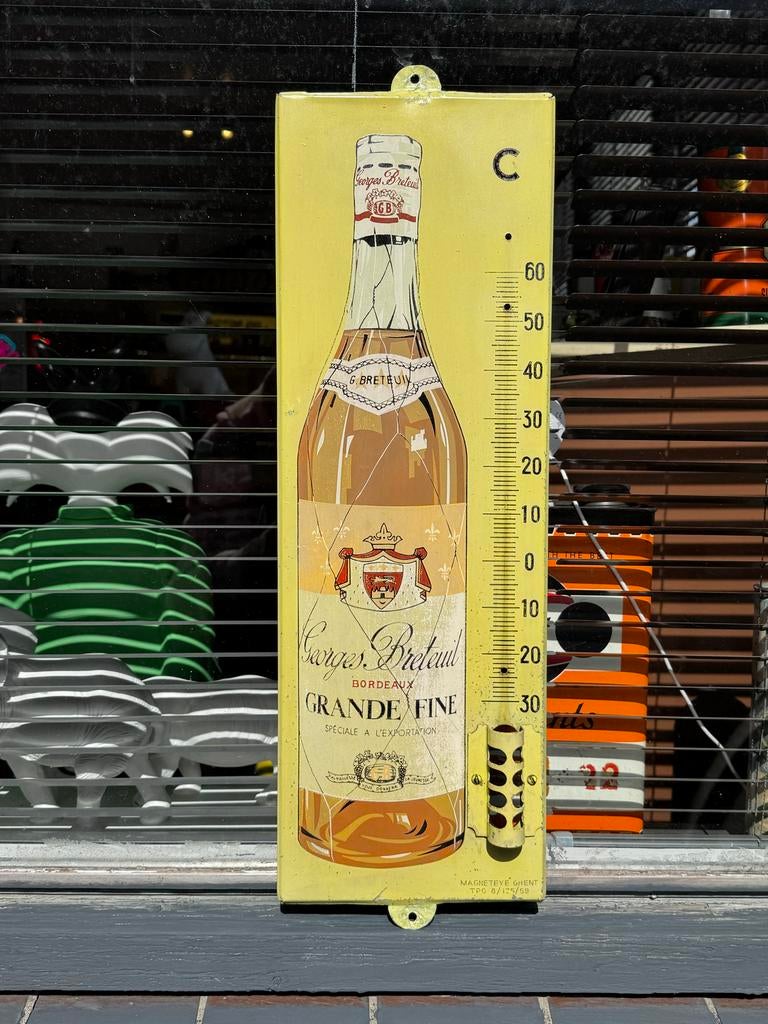 C
Georges Breteuil
GB
60
50
G. BRETEUIL
40
30
20
10
0
10
20
30
Georges Breteuil
BORDEAUX
GRANDE FINE
SPÉCIALE A L'EXPORTATION
MAGNETEYE GHENT
22